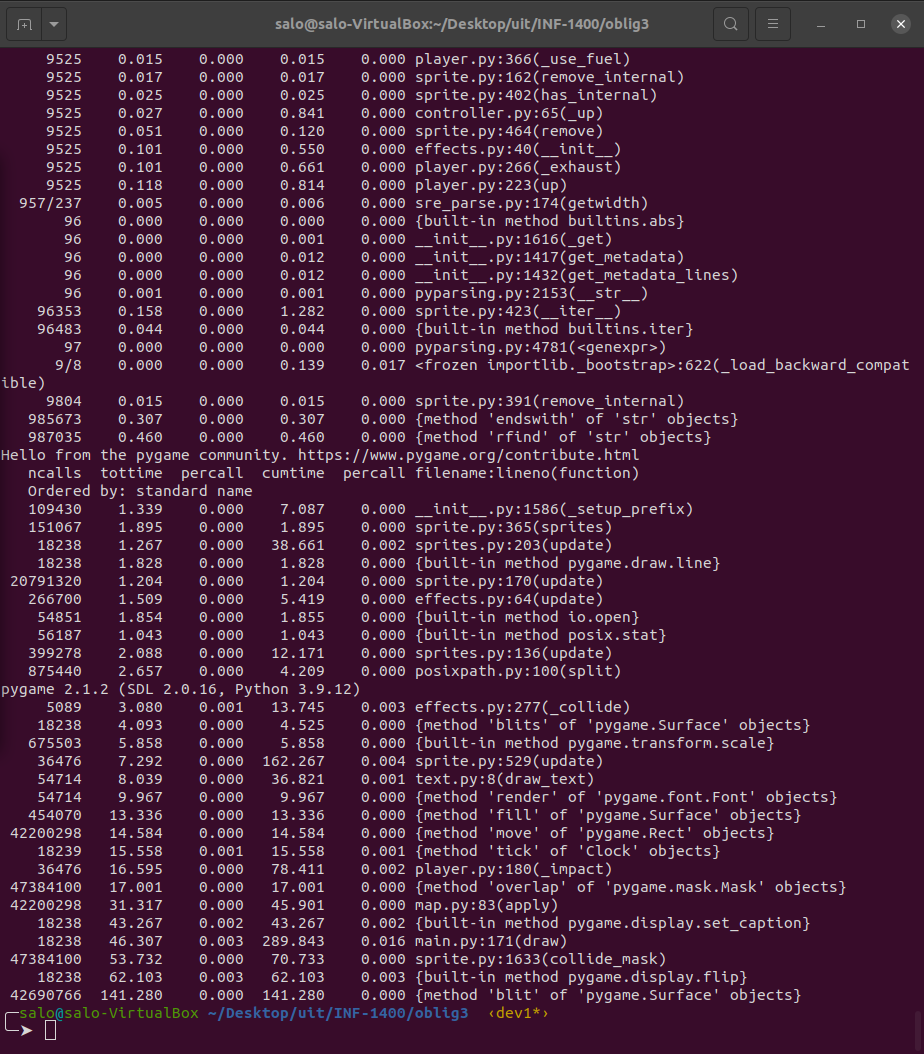 salo@salo-VirtualBox:~/Desktop/uit/INF-1400/oblig3
9525 0.015 0.000 0.015 0.000 player.py:366(_use_fuel)
9525 0.017 0.000 0.017 0.000 sprite.py:162(remove_internal)
9525 0.025 0.000 0.025 0.000 sprite.py:402(has_internal)
9525 0.027 0.000 0.841 0.000 controller.py:65(_up)
9525 0.051 0.000 0.120 0.000 sprite.py:464(remove)
9525 0.101 0.000 0.550 0.000 effects.py:40(__init__)
9525 0.101 0.000 0.661 0.000 player.py:266(_exhaust)
9525 0.118 0.000 0.814 0.000 player.py:223(up)
957/237 0.005 0.000 0.006 0.000 sre_parse.py:174(getwidth)
96 0.000 0.000 0.000 0.000 {built-in method builtins.abs}
96 0.000 0.000 0.001 0.000 __init__.py:1616(_get)
96 0.000 0.000 0.012 0.000 __init__.py:1417(get_metadata)
96 0.000 0.000 0.012 0.000 __init__.py:1432(get_metadata_lines)
96 0.001 0.000 0.001 0.000 pyparsing.py:2153(__str__)
96353 0.158 0.000 1.282 0.000 sprite.py:423(__iter__)
96483 0.044 0.000 0.044 0.000 {built-in method builtins.iter}
97 0.000 0.000 0.000 0.000 pyparsing.py:4781(<genexpr>)
9/8 0.000 0.000 0.139 0.017 <frozen importlib._bootstrap>:622(_load_backward_compat
ible)
9804 0.015 0.000 0.015 0.000 sprite.py:391(remove_internal)
985673 0.307 0.000 0.307 0.000 {method 'endswith' of 'str' objects}
987035 0.460 0.000 0.460 0.000 {method 'rfind' of 'str' objects}
Hello from the pygame community. https://www.pygame.org/contribute.html
ncalls tottime percall cumtime percall filename:lineno(function)
Ordered by: standard name
109430 1.339 0.000 7.087 0.000 __init__.py:1586(_setup_prefix)
151067 1.895 0.000 1.895 0.000 sprite.py:365(sprites)
18238 1.267 0.000 38.661 0.002 sprites.py:203(update)
18238 1.828 0.000 1.828 0.000 {built-in method pygame.draw.line}
20791320 1.204 0.000 1.204 0.000 sprite.py:170(update)
266700 1.509 0.000 5.419 0.000 effects.py:64(update)
54851 1.854 0.000 1.855 0.000 {built-in method io.open}
56187 1.043 0.000 1.043 0.000 {built-in method posix.stat}
399278 2.088 0.000 12.171 0.000 sprites.py:136(update)
875440 2.657 0.000 4.209 0.000 posixpath.py:100(split)
pygame 2.1.2 (SDL 2.0.16, Python 3.9.12)
5089 3.080 0.001 13.745 0.003 effects.py:277(_collide)
18238 4.093 0.000 4.525 0.000 {method 'blits' of 'pygame.Surface' objects}
675503 5.858 0.000 5.858 0.000 {built-in method pygame.transform.scale}
36476 7.292 0.000 162.267 0.004 sprite.py:529(update)
54714 8.039 0.000 36.821 0.001 text.py:8(draw_text)
54714 9.967 0.000 9.967 0.000 {method 'render' of 'pygame.font.Font' objects}
454070 13.336 0.000 13.336 0.000 {method 'fill' of 'pygame.Surface' objects}
42200298 14.584 0.000 14.584 0.000 {method 'move' of 'pygame.Rect' objects}
18239 15.558 0.001 15.558 0.001 {method 'tick' of 'Clock' objects}
36476 16.595 0.000 78.411 0.002 player.py:180(_impact)
47384100 17.001 0.000 17.001 0.000 {method 'overlap' of 'pygame.mask.Mask' objects}
42200298 31.317 0.000 45.901 0.000 map.py:83(apply)
18238 43.267 0.002 43.267 0.002 {built-in method pygame.display.set_caption}
18238 46.307 0.003 289.843 0.016 main.py:171(draw)
47384100 53.732 0.000 70.733 0.000 sprite.py:1633(collide_mask)
18238 62.103 0.003 62.103 0.003 {built-in method pygame.display.flip}
42690766 141.280 0.000 141.280 0.000 {method 'blit' of 'pygame.Surface' objects}
salo@salo-VirtualBox ~/Desktop/uit/INF-1400/oblig3 ‹dev1*›